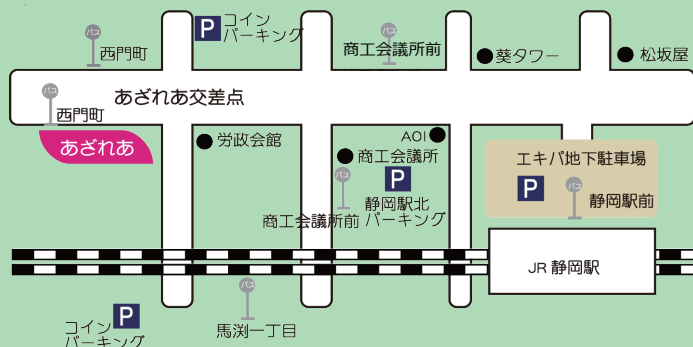 コイン
パーキング
P
バス
西門町
バス
商工会議所前
葵タワー
松坂屋
バス
西門町
あざれあ交差点
あざれあ
労政会館
AOI
商工会議所
バス
商工会議所前
P
静岡駅北
パーキング
エキパ地下駐車場
P
バス
静岡駅前
JR 静岡駅
コイン
パーキング
P
バス
馬渕一丁目